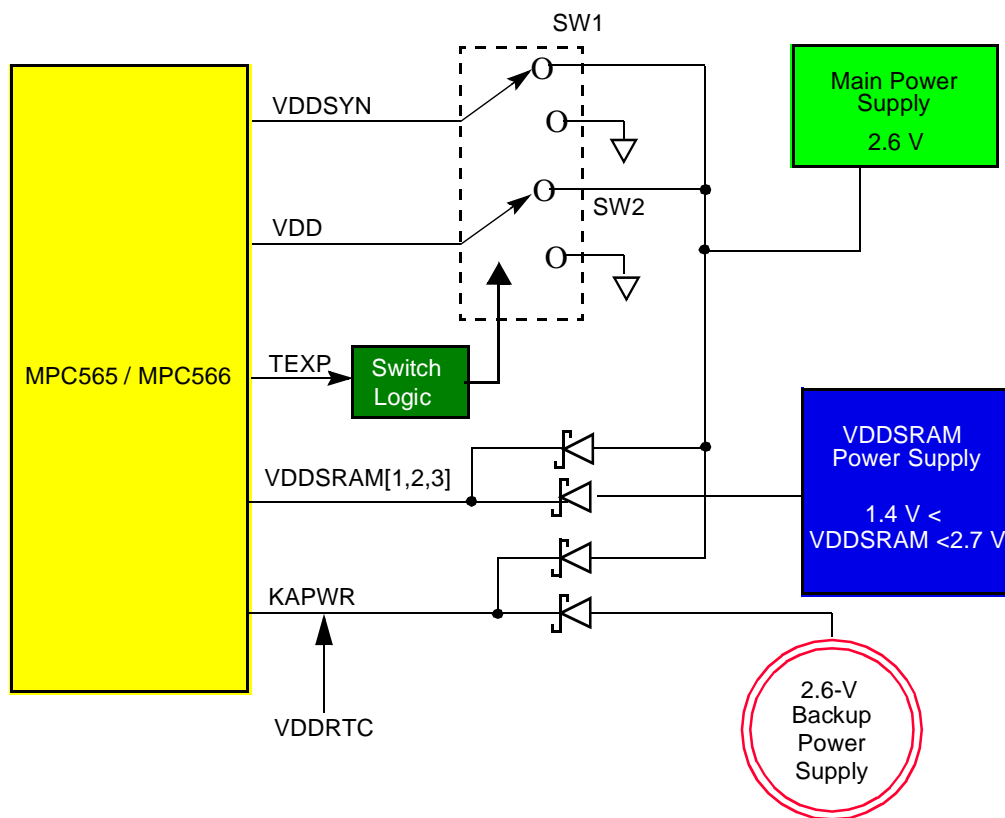 SW1
Main Power
Supply
2.6 V
VDDSYN
VDD
SW2
TEXP
Switch
Logic
MPC565 / MPC566
VDDSRAM
Power Supply
1.4 V <
VDDSRAM <2.7 V
VDDSRAM[1,2,3]
KAPWR
VDDRTC
2.6-V
Backup
Power
Supply